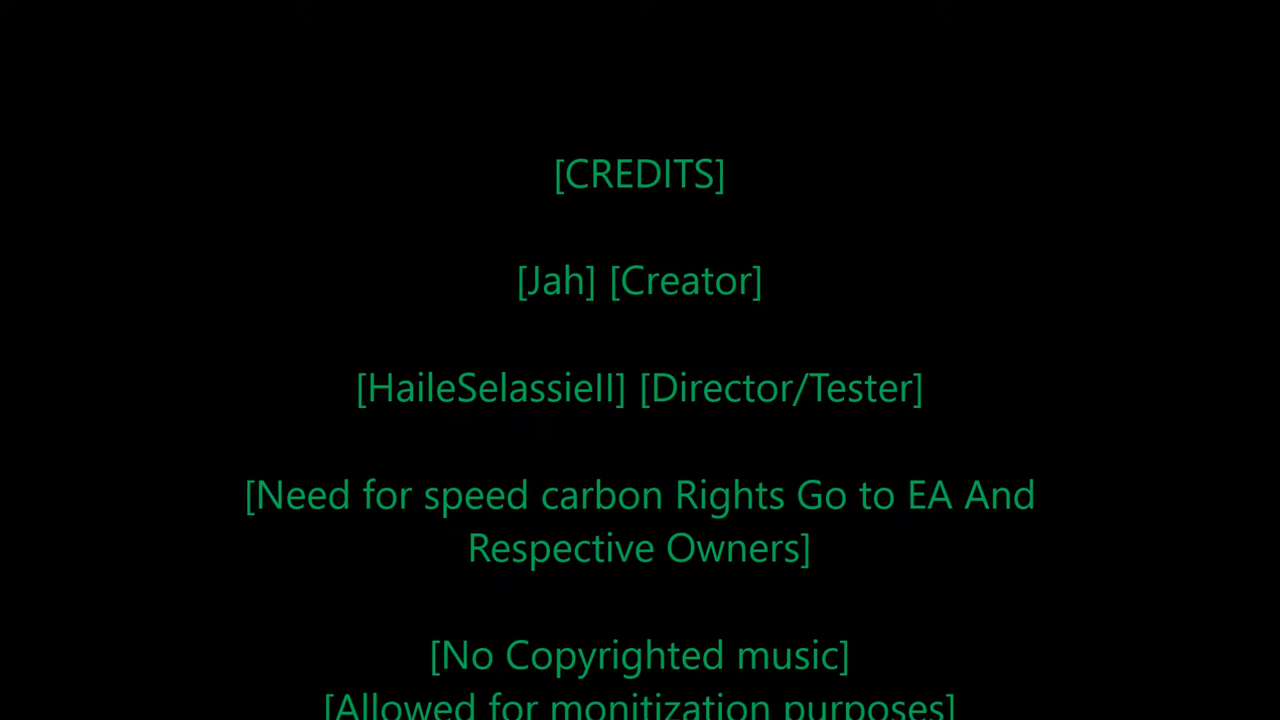 [CREDITS]
[Jah] [Creator]
[HaileSelassieII] [Director/Tester]
[Need for speed carbon Rights Go to EA And
Respective Owners]
[No Copyrighted music]
[Allowed for monitization purposes]